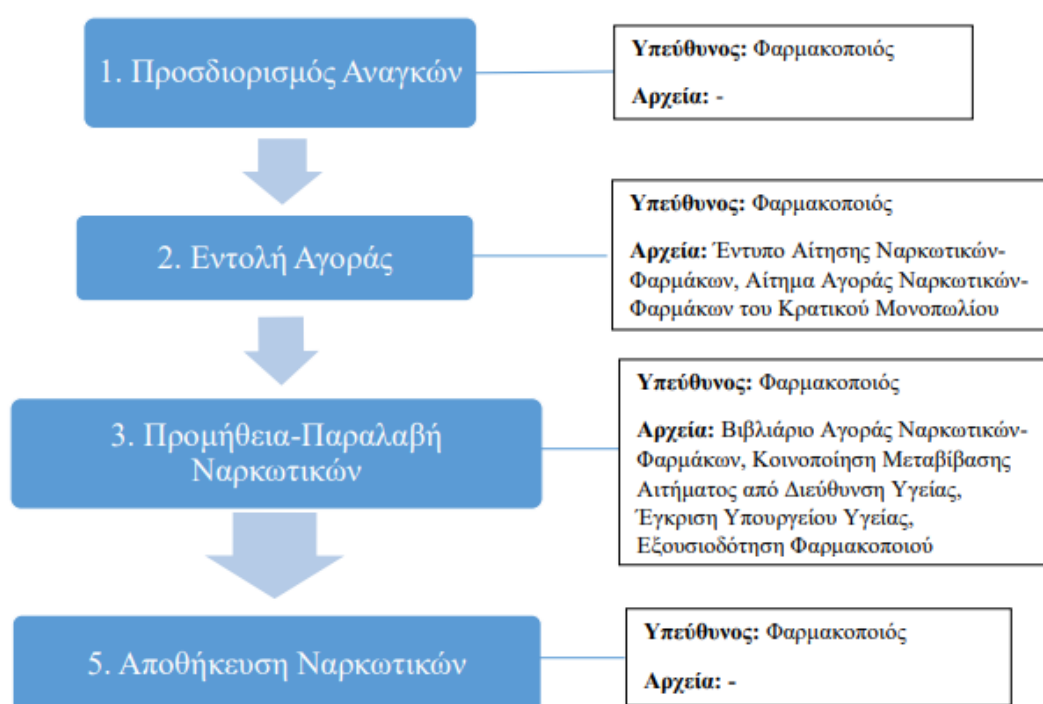 1. Προσδιορισμός Αναγκών
Υπεύθυνος: Φαρμακοποιός
Αρχεία: -
2. Εντολή Αγοράς
Υπεύθυνος: Φαρμακοποιός
Αρχεία: Έντυπο Αίτησης Ναρκωτικών-
Φαρμάκων, Αίτημα Αγοράς Ναρκωτικών-
Φαρμάκων του Κρατικού Μονοπωλίου
3. Προμήθεια-Παραλαβή
Ναρκωτικών
Υπεύθυνος: Φαρμακοποιός
Αρχεία: Βιβλιάριο Αγοράς Ναρκωτικών-
Φαρμάκων, Κοινοποίηση Μεταβίβασης
Αιτήματος από Διεύθυνση Υγείας,
Έγκριση Υπουργείου Υγείας,
Εξουσιοδότηση Φαρμακοποιού
5. Αποθήκευση Ναρκωτικών
Υπεύθυνος: Φαρμακοποιός
Αρχεία: -